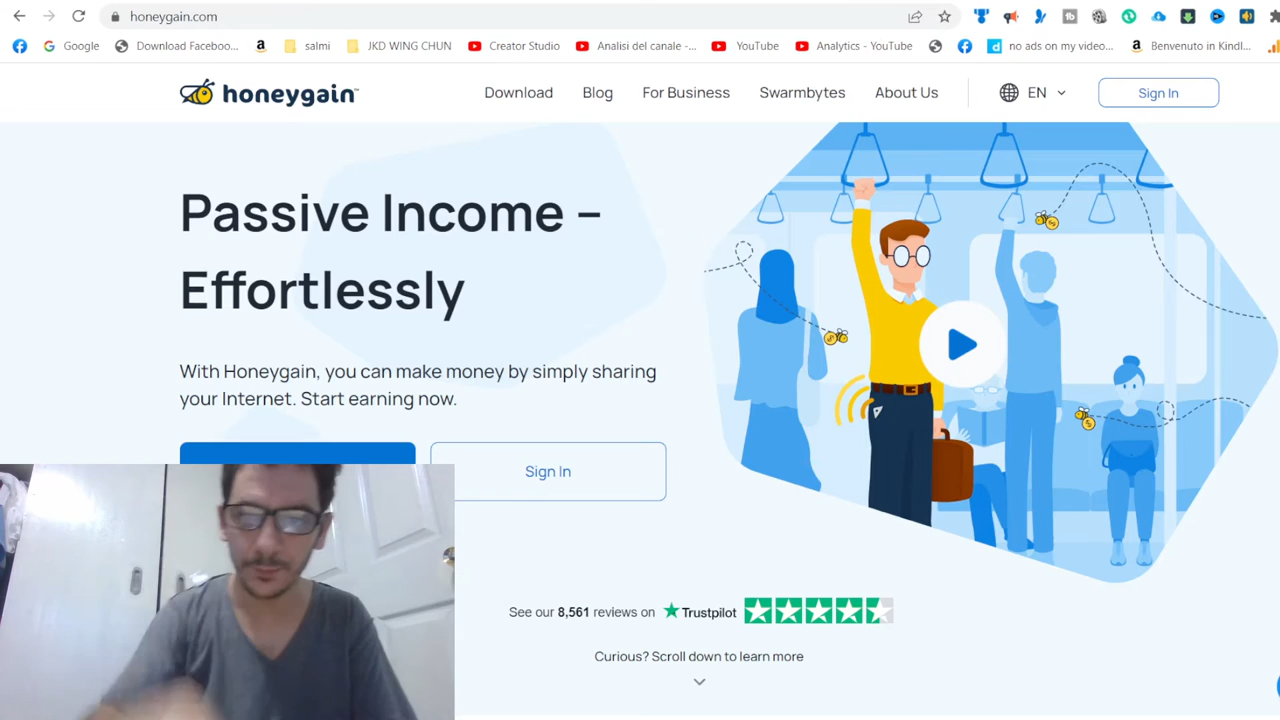 honeygain.com
Google
Download Faceboo...
salmi
JKD WING CHUN
Creator Studio
Analisi del canale -...
YouTube
Analytics - YouTube
no ads on my video...
Benvenuto in Kindl...
honeygain
Download
Blog
For Business
Swarmbytes
About Us
EN
Sign In
Passive Income –
Effortlessly
With Honeygain, you can make money by simply sharing
your Internet. Start earning now.
Sign In
See our 8,561 reviews on Trustpilot
Curious? Scroll down to learn more